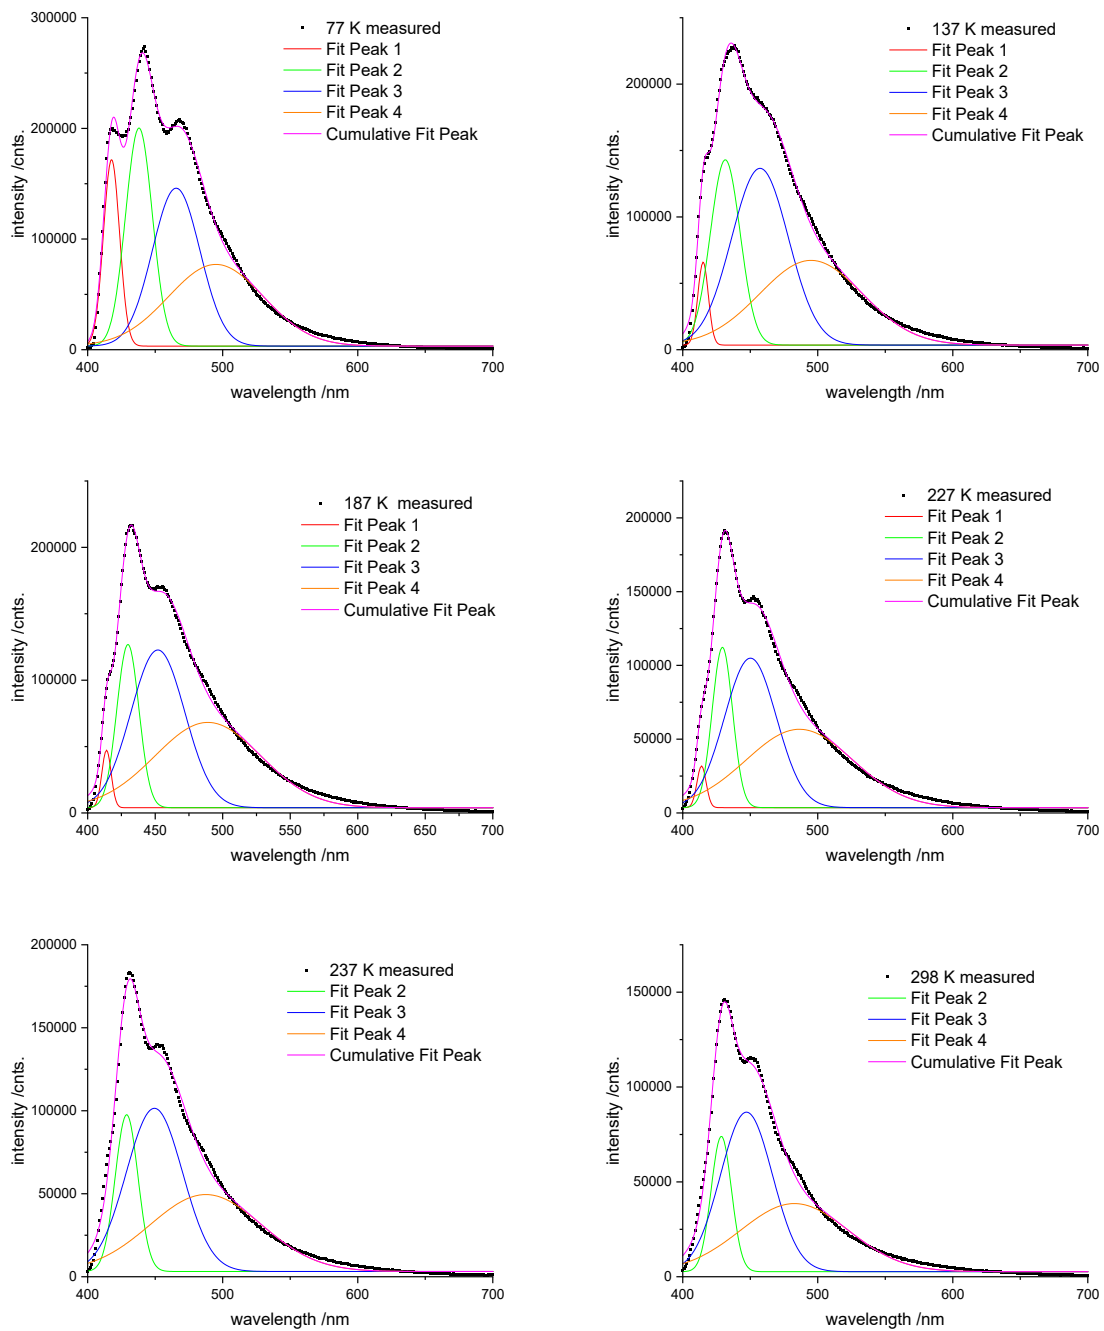 300000
200000
100000
0
400
500
600
700
intensity /cnts.
wavelength /nm
77 K measured
Fit Peak 1
Fit Peak 2
Fit Peak 3
Fit Peak 4
Cumulative Fit Peak
200000
100000
0
400
500
600
700
intensity /cnts.
wavelength /nm
137 K measured
Fit Peak 1
Fit Peak 2
Fit Peak 3
Fit Peak 4
Cumulative Fit Peak
200000
100000
0
400
450
500
550
600
650
700
intensity /cnts.
wavelength /nm
187 K measured
Fit Peak 1
Fit Peak 2
Fit Peak 3
Fit Peak 4
Cumulative Fit Peak
200000
150000
100000
50000
0
400
500
600
700
intensity /cnts.
wavelength /nm
227 K measured
Fit Peak 1
Fit Peak 2
Fit Peak 3
Fit Peak 4
Cumulative Fit Peak
200000
150000
100000
50000
0
400
500
600
700
intensity /cnts.
wavelength /nm
237 K measured
Fit Peak 2
Fit Peak 3
Fit Peak 4
Cumulative Fit Peak
150000
100000
50000
0
400
500
600
700
intensity /cnts.
wavelength /nm
298 K measured
Fit Peak 2
Fit Peak 3
Fit Peak 4
Cumulative Fit Peak